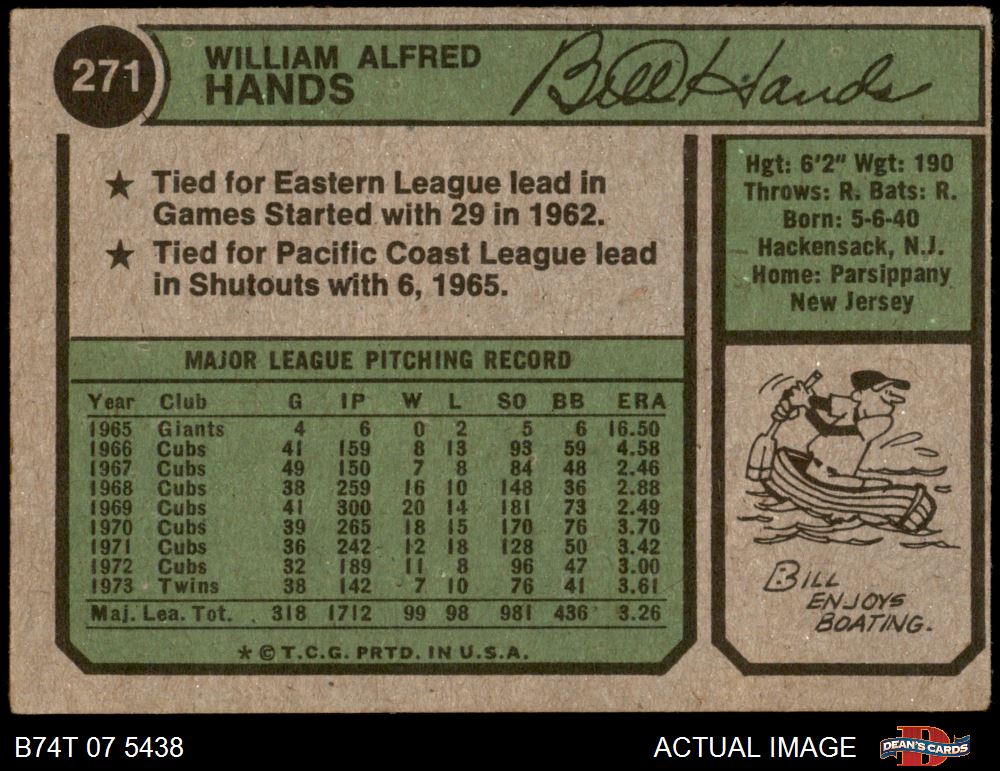 271
WILLIAM ALFRED
HANDS
Bill Hands
★ Tied for Eastern League lead in
Games Started with 29 in 1962.
★ Tied for Pacific Coast League lead
in Shutouts with 6, 1965.
Hgt: 6'2" Wgt: 190
Throws: R. Bats: R.
Born: 5-6-40
Hackensack, N.J.
Home: Parsippany
New Jersey
MAJOR LEAGUE PITCHING RECORD
Year Club G IP W L SO BB ERA
1965 Giants 4 6 0 2 5 6 16.50
1966 Cubs 41 159 8 13 93 59 4.58
1967 Cubs 49 150 7 8 84 48 2.46
1968 Cubs 38 259 16 10 148 36 2.88
1969 Cubs 41 300 20 14 181 73 2.49
1970 Cubs 39 265 18 15 170 76 3.70
1971 Cubs 36 242 12 18 128 50 3.42
1972 Cubs 32 189 11 8 96 47 3.00
1973 Twins 38 142 7 10 76 41 3.61
Maj. Lea. Tot. 318 1712 99 98 981 436 3.26
* © T.C.G. PRTD. IN U.S.A.
BILL
ENJOYS
BOATING.
B74T 07 5438
ACTUAL IMAGE
DEAN'S CARDS